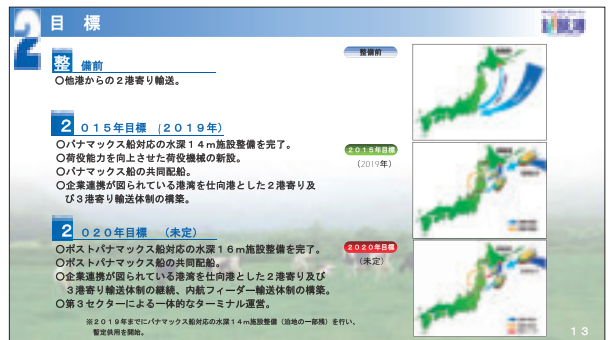 2 目 標
整備前
整備前
〇他港からの２港寄り輸送。
２０１５年目標 (２０１９年)
〇パナマックス船対応の水深１４ｍ施設整備を完了。
〇荷役能力を向上させた荷役機械の新設。
〇パナマックス船の共同配船。
〇企業連携が図られている港湾を仕向港とした２港寄り及
び３港寄り輸送体制の構築。
２０１５年目標
(2019年)
２０２０年目標 （未定）
〇ポストパナマックス船対応の水深１６ｍ施設整備を完了。
〇ポストパナマックス船の共同配船。
〇企業連携が図られている港湾を仕向港とした２港寄り及び
３港寄り輸送体制の継続、内航フィーダー輸送体制の構築。
〇第３セクターによる一体的なターミナル運営。
２０２０年目標
(未定)
※２０１９年までにパナマックス船対応の水深１４ｍ施設整備（泊地の一部残）を行い、
暫定供用を開始。
１３